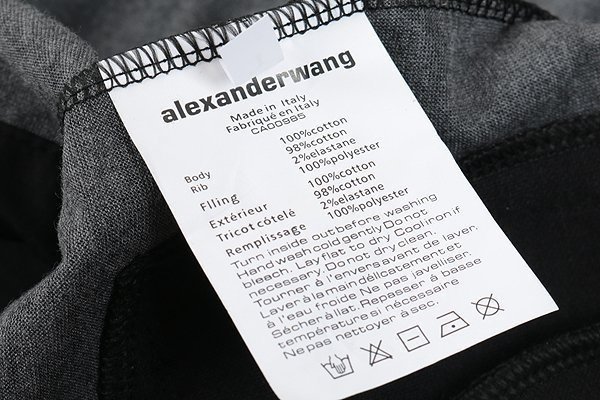 alexanderwang
Made in Italy
Fabriqué en Italy
CA00985
Body 100%cotton
Rib 98%cotton
2%elastane
Flling 100%polyester
Extérieur 100%cotton
Tricot côtelé 98%cotton
2%elastane
Remplissage 100%polyester
Turn inside out before washing
Hand wash cold gently Do not
bleach. Lay flat to dry Cool iron if
necessary. Do not dry clean.
Tourner à l'envers avant de laver.
Laver à la main délicatement et
à l'eau froide Ne pas javelliser.
Sécher à llat. Repasser à basse
température si nécessaire
Ne pas nettoyer à sec.